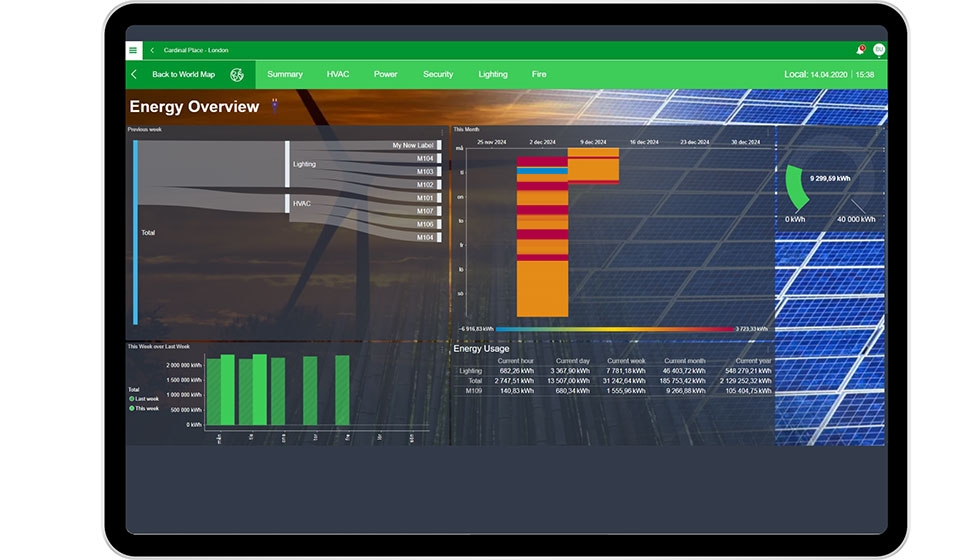 Cardinal Place - London
BU
Back to World Map
Summary
HVAC
Power
Security
Lighting
Fire
Local: 14.04.2020 | 15:38
Energy Overview
Previous week
Total
Lighting
HVAC
My New Label
M104
M103
M102
M101
M107
M106
M104
This Month
25 nov 2024 2 dec 2024 9 dec 2024 16 dec 2024 23 dec 2024 30 dec 2024
må
ti
on
to
fr
lö
sö
−6 916,83 kWh 3 723,33 kWh
9 299,59 kWh
0 kWh 40 000 kWh
This Week over Last Week
Total
Last week
This week
2 000 000 kWh
1 500 000 kWh
1 000 000 kWh
500 000 kWh
0 kWh
mån
tis
ons
tor
fre
lör
sön
Energy Usage
Current hour Current day Current week Current month Current year
Lighting 682,26 kWh 3 367,90 kWh 7 781,18 kWh 46 403,72 kWh 548 279,21 kWh
Total 2 747,51 kWh 13 507,00 kWh 31 242,64 kWh 185 753,42 kWh 2 129 252,32 kWh
M109 140,83 kWh 680,34 kWh 1 555,96 kWh 9 266,88 kWh 105 404,75 kWh